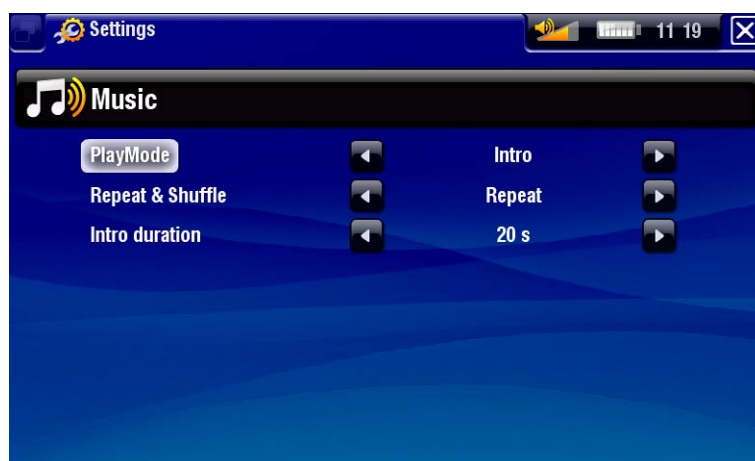 Settings
11 19
Music
PlayMode Intro
Repeat & Shuffle Repeat
Intro duration 20 s